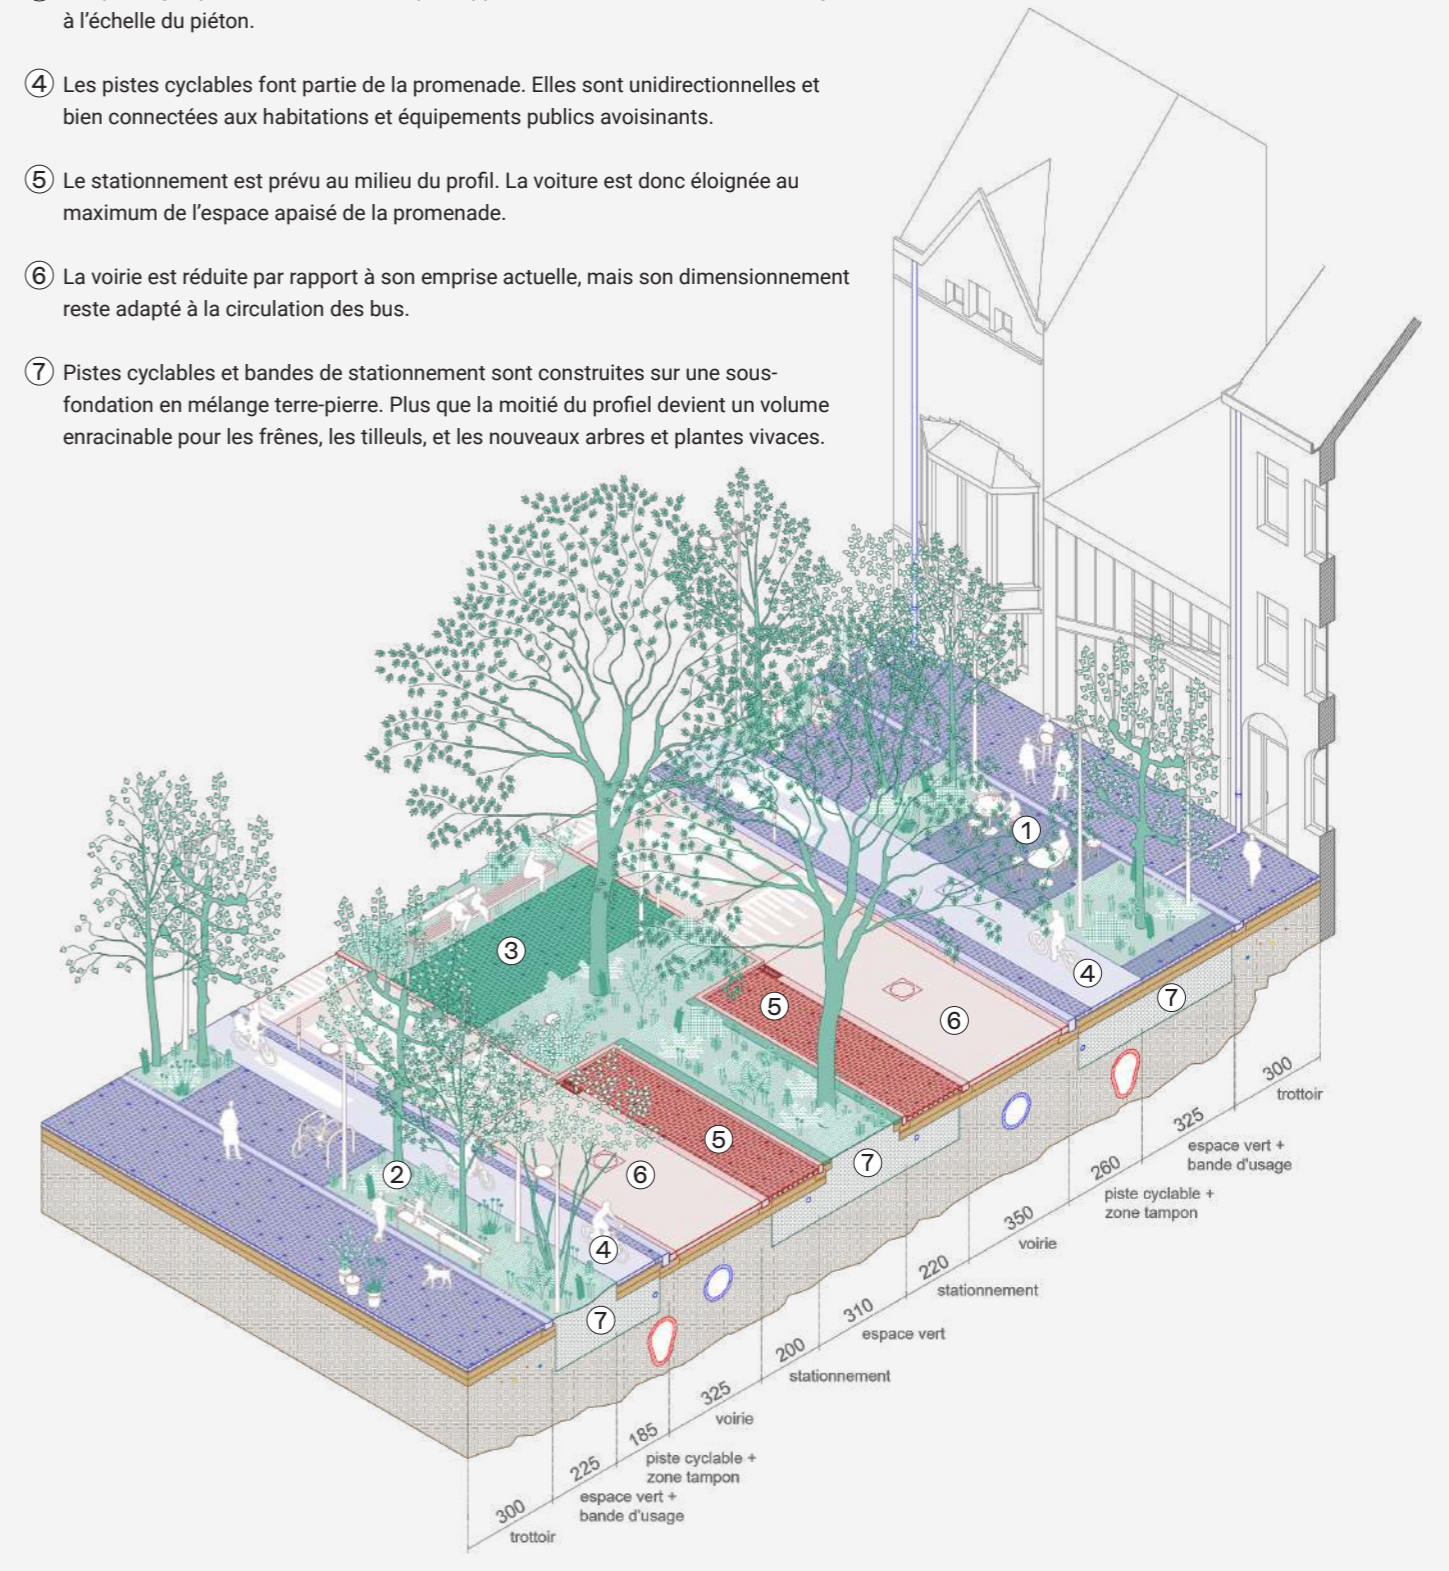 à l'échelle du piéton.
④ Les pistes cyclables font partie de la promenade. Elles sont unidirectionnelles et
bien connectées aux habitations et équipements publics avoisinants.
⑤ Le stationnement est prévu au milieu du profil. La voiture est donc éloignée au
maximum de l'espace apaisé de la promenade.
⑥ La voirie est réduite par rapport à son emprise actuelle, mais son dimensionnement
reste adapté à la circulation des bus.
⑦ Pistes cyclables et bandes de stationnement sont construites sur une sous-
fondation en mélange terre-pierre. Plus que la moitié du profiel devient un volume
enracinable pour les frênes, les tilleuls, et les nouveaux arbres et plantes vivaces.
①
③
④
⑦
⑤
⑥
⑤
⑦
②
⑥
④
⑦
300
trottoir
325
espace vert +
bande d'usage
260
piste cyclable +
zone tampon
350
voirie
220
stationnement
310
espace vert
200
stationnement
325
voirie
185
piste cyclable +
zone tampon
225
espace vert +
bande d'usage
300
trottoir